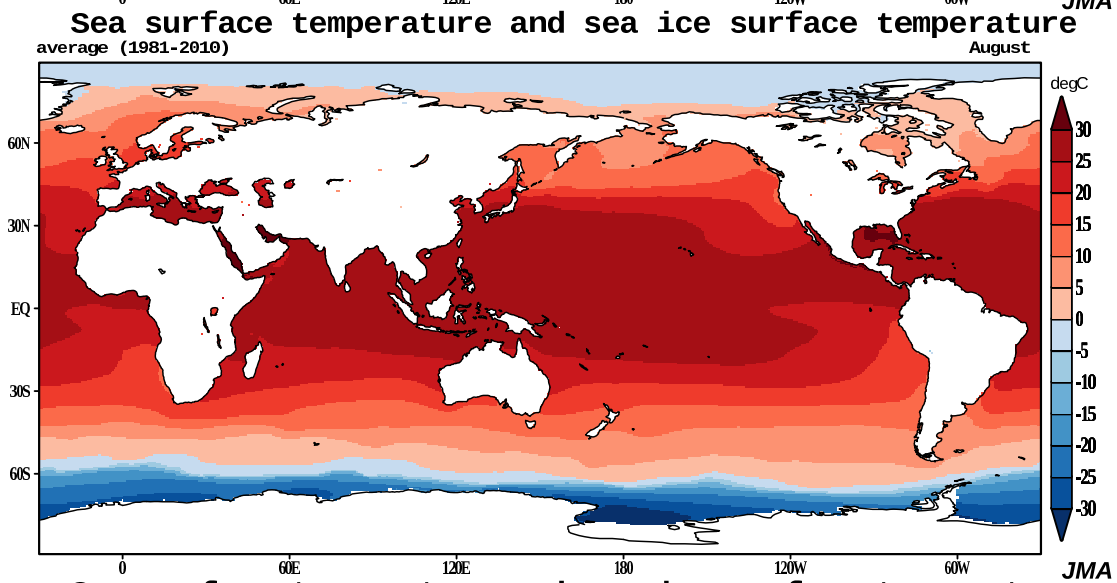 JMA
Sea surface temperature and sea ice surface temperature
average (1981-2010) August
degC
60N
30N
EQ
30S
60S
30
25
20
15
10
5
0
-5
-10
-15
-20
-25
-30
0 60E 120E 180 120W 60W
JMA